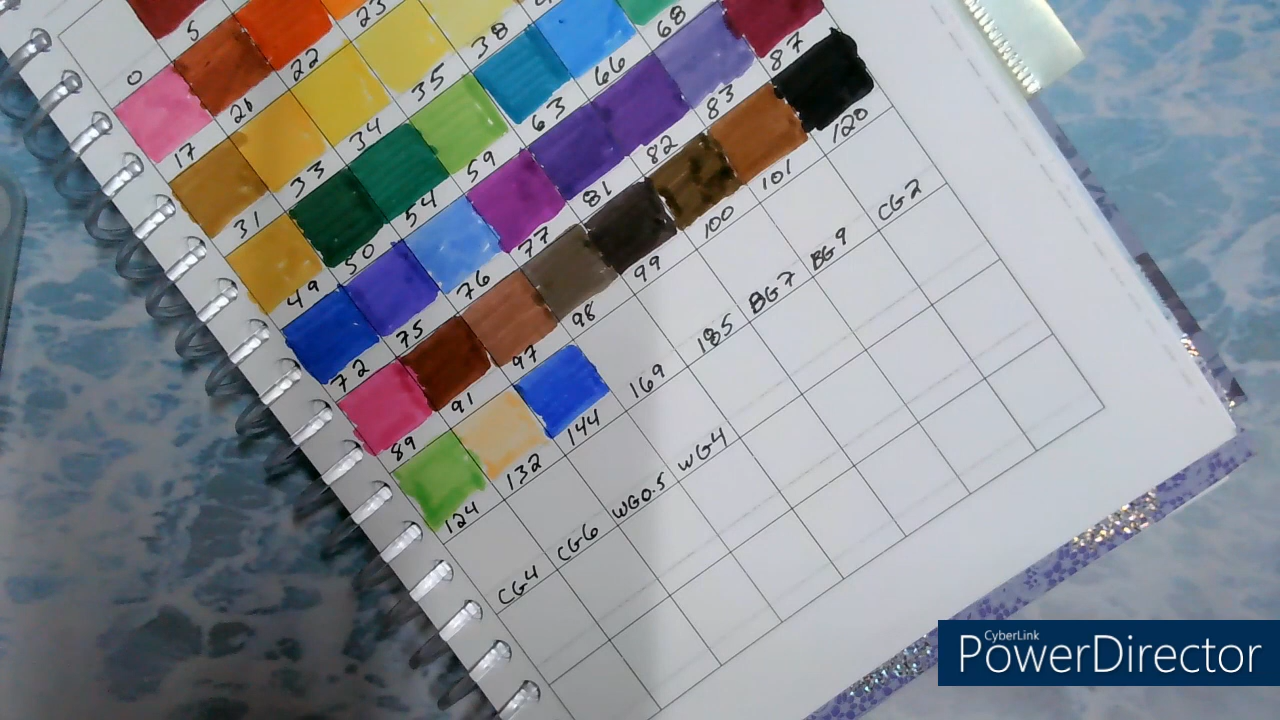 0 5
17 26 22 23
31 33 34 35 38
49 50 54 59 63 66 68
72 75 76 77 81 82 83 87
89 91 97 98 99 100 101 120
124 132 144 169 185 BG7 BG9 CG2
CG4 CG6 WG0.5 WG4
CyberLink
PowerDirector